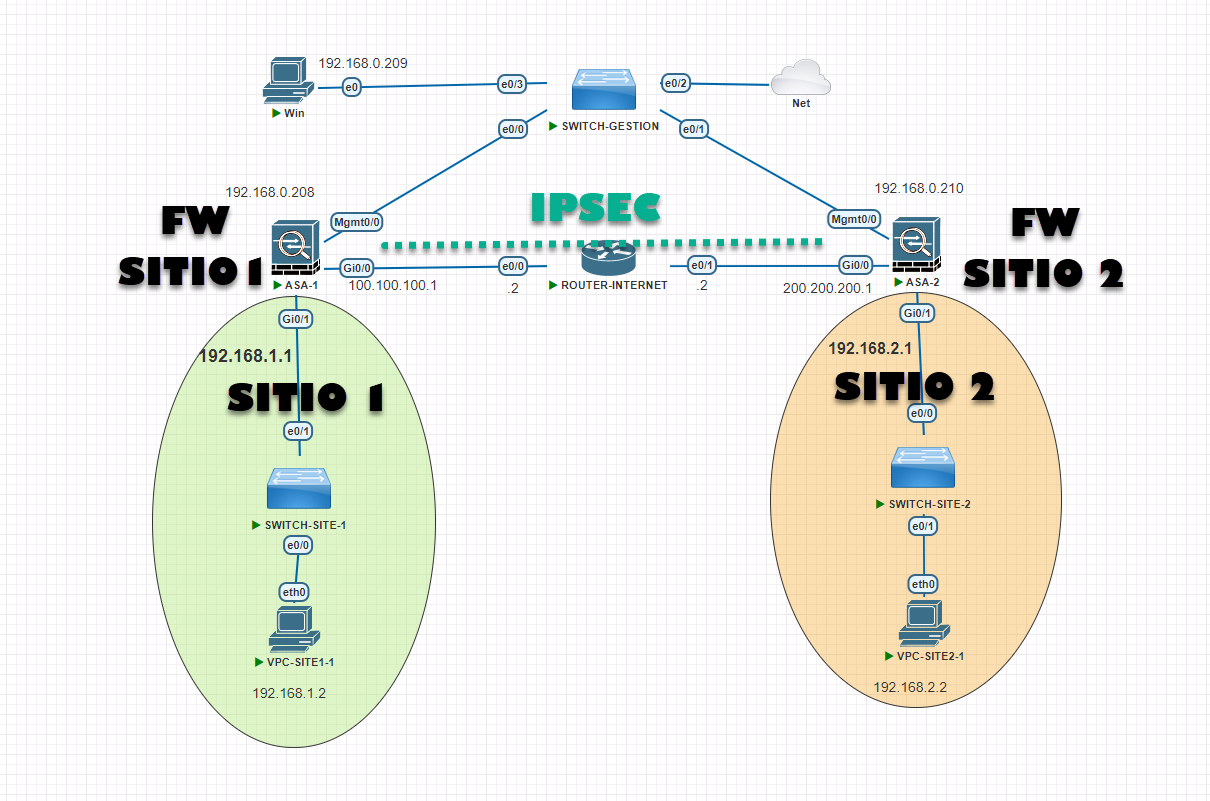 192.168.0.209
e0
e0/3
e0/2
Win
SWITCH-GESTION
Net
e0/0
e0/1
192.168.0.208
192.168.0.210
FW
SITIO 1
Mgmt0/0
IPSEC
Mgmt0/0
FW
SITIO 2
Gi0/0
e0/0
e0/1
Gi0/0
ASA-1
100.100.100.1
.2
ROUTER-INTERNET
.2
200.200.200.1
ASA-2
Gi0/1
Gi0/1
192.168.1.1
192.168.2.1
SITIO 1
SITIO 2
e0/1
e0/0
SWITCH-SITE-1
SWITCH-SITE-2
e0/0
e0/1
eth0
eth0
VPC-SITE1-1
VPC-SITE2-1
192.168.1.2
192.168.2.2